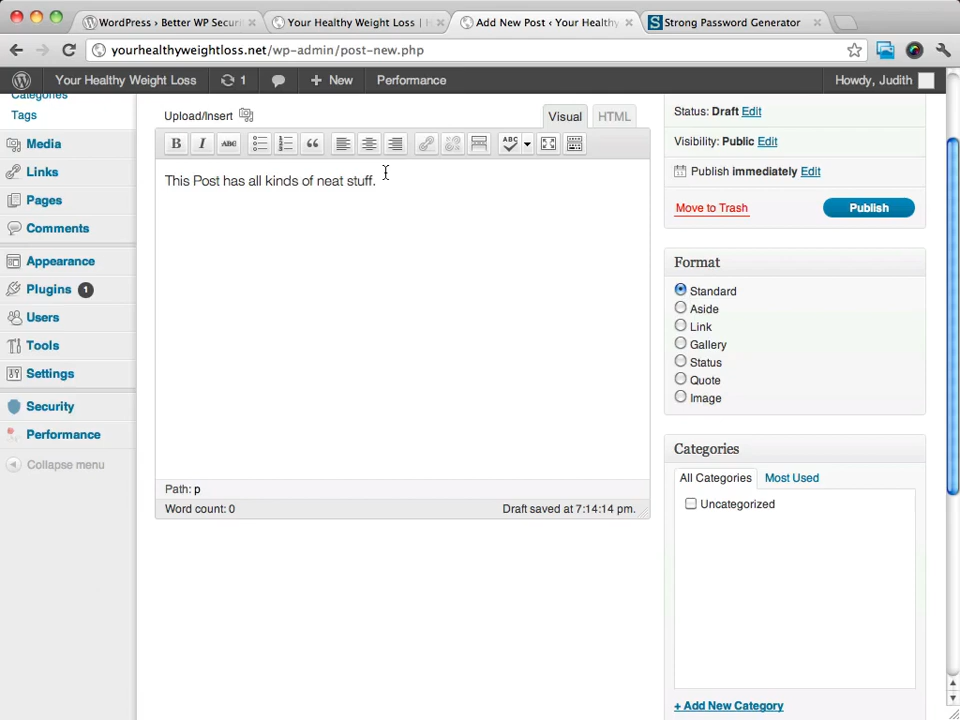 WordPress › Better WP Securi
Your Healthy Weight Loss | H
Add New Post ‹ Your Healthy
S Strong Password Generator
yourhealthyweightloss.net/wp-admin/post-new.php
Your Healthy Weight Loss 1 + New Performance Howdy, Judith
Categories
Tags
Media
Links
Pages
Comments
Appearance
Plugins 1
Users
Tools
Settings
Security
Performance
Collapse menu
Upload/Insert
Visual HTML
B I ABC ABC
This Post has all kinds of neat stuff.
Path: p
Word count: 0 Draft saved at 7:14:14 pm.
Status: Draft Edit
Visibility: Public Edit
Publish immediately Edit
Move to Trash Publish
Format
Standard
Aside
Link
Gallery
Status
Quote
Image
Categories
All Categories Most Used
Uncategorized
+ Add New Category